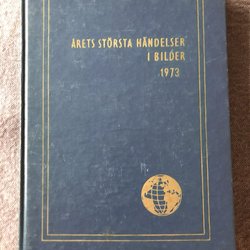 ÅRETS STÖRSTA HÄNDELSER
I BILDER
1973